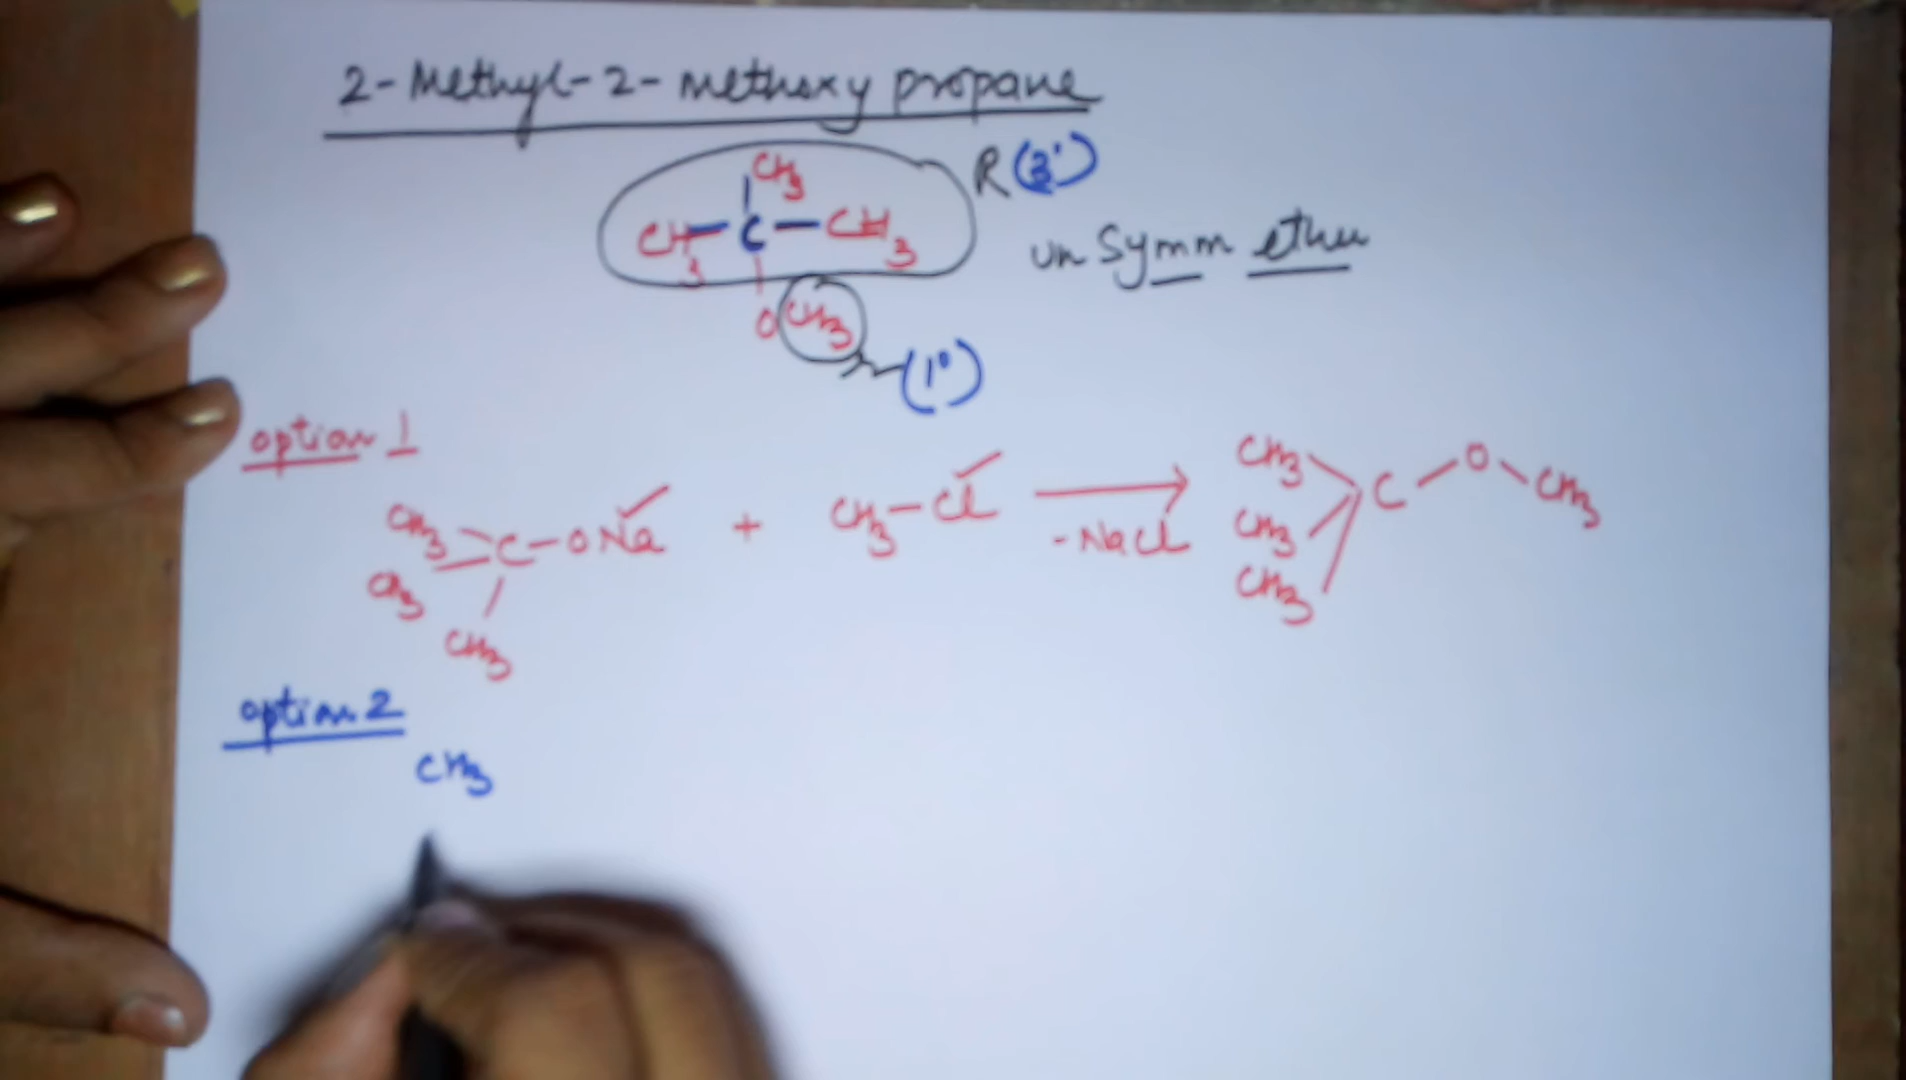 2-Methyl-2-methoxy propane
CH3
R (3°)
CH3-C-CH3
un Symm ether
OCH3
(1°)
option 1
CH3
CH3
CH3
C-ONa + CH3-Cl
-NaCl
CH3
CH3
CH3
C-O-CH3
option 2
CH3